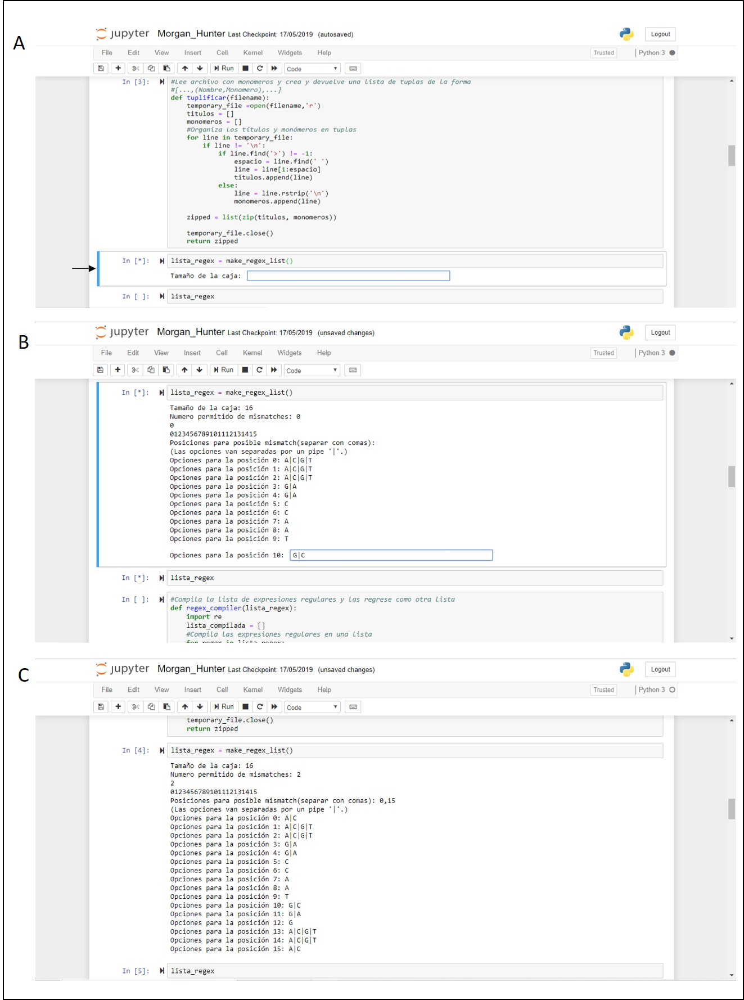 A
jupyter Morgan_Hunter Last Checkpoint: 17/05/2019 (autosaved) Logout
File Edit View Insert Cell Kernel Widgets Help Trusted Python 3
Run Code
In [3]: #Lee archivo con monomeros y crea y devuelve una lista de tuplas de la forma
#[...,(Nombre,Monomero),...]
def tuplificar(filename):
temporary_file =open(filename,'r')
titulos = []
monomeros = []
#Organiza los títulos y monómeros en tuplas
for line in temporary_file:
if line != '\n':
if line.find('>') != -1:
espacio = line.find(' ')
line = line[1:espacio]
titulos.append(line)
else:
line = line.rstrip('\n')
monomeros.append(line)
zipped = list(zip(titulos, monomeros))
temporary_file.close()
return zipped
In [*]: lista_regex = make_regex_list()
Tamaño de la caja:
In [ ]: lista_regex
B
jupyter Morgan_Hunter Last Checkpoint: 17/05/2019 (unsaved changes) Logout
File Edit View Insert Cell Kernel Widgets Help Trusted Python 3
Run Code
In [*]: lista_regex = make_regex_list()
Tamaño de la caja: 16
Numero permitido de mismatches: 0
0
0123456789101112131415
Posiciones para posible mismatch(separar con comas):
(Las opciones van separadas por un pipe '|'.)
Opciones para la posición 0: A|C|G|T
Opciones para la posición 1: A|C|G|T
Opciones para la posición 2: A|C|G|T
Opciones para la posición 3: G|A
Opciones para la posición 4: G|A
Opciones para la posición 5: C
Opciones para la posición 6: C
Opciones para la posición 7: A
Opciones para la posición 8: A
Opciones para la posición 9: T
Opciones para la posición 10: G|C
In [*]: lista_regex
In [ ]: #Compila la lista de expresiones regulares y las regrese como otra lista
def regex_compiler(lista_regex):
import re
lista_compilada = []
#Compila las expresiones regulares en una lista
for regex in lista_regex:
C
jupyter Morgan_Hunter Last Checkpoint: 17/05/2019 (unsaved changes) Logout
File Edit View Insert Cell Kernel Widgets Help Trusted Python 3
Run Code
temporary_file.close()
return zipped
In [4]: lista_regex = make_regex_list()
Tamaño de la caja: 16
Numero permitido de mismatches: 2
2
0123456789101112131415
Posiciones para posible mismatch(separar con comas): 0,15
(Las opciones van separadas por un pipe '|'.)
Opciones para la posición 0: A|C
Opciones para la posición 1: A|C|G|T
Opciones para la posición 2: A|C|G|T
Opciones para la posición 3: G|A
Opciones para la posición 4: G|A
Opciones para la posición 5: C
Opciones para la posición 6: C
Opciones para la posición 7: A
Opciones para la posición 8: A
Opciones para la posición 9: T
Opciones para la posición 10: G|C
Opciones para la posición 11: G|A
Opciones para la posición 12: G
Opciones para la posición 13: A|C|G|T
Opciones para la posición 14: A|C|G|T
Opciones para la posición 15: A|C
In [5]: lista_regex